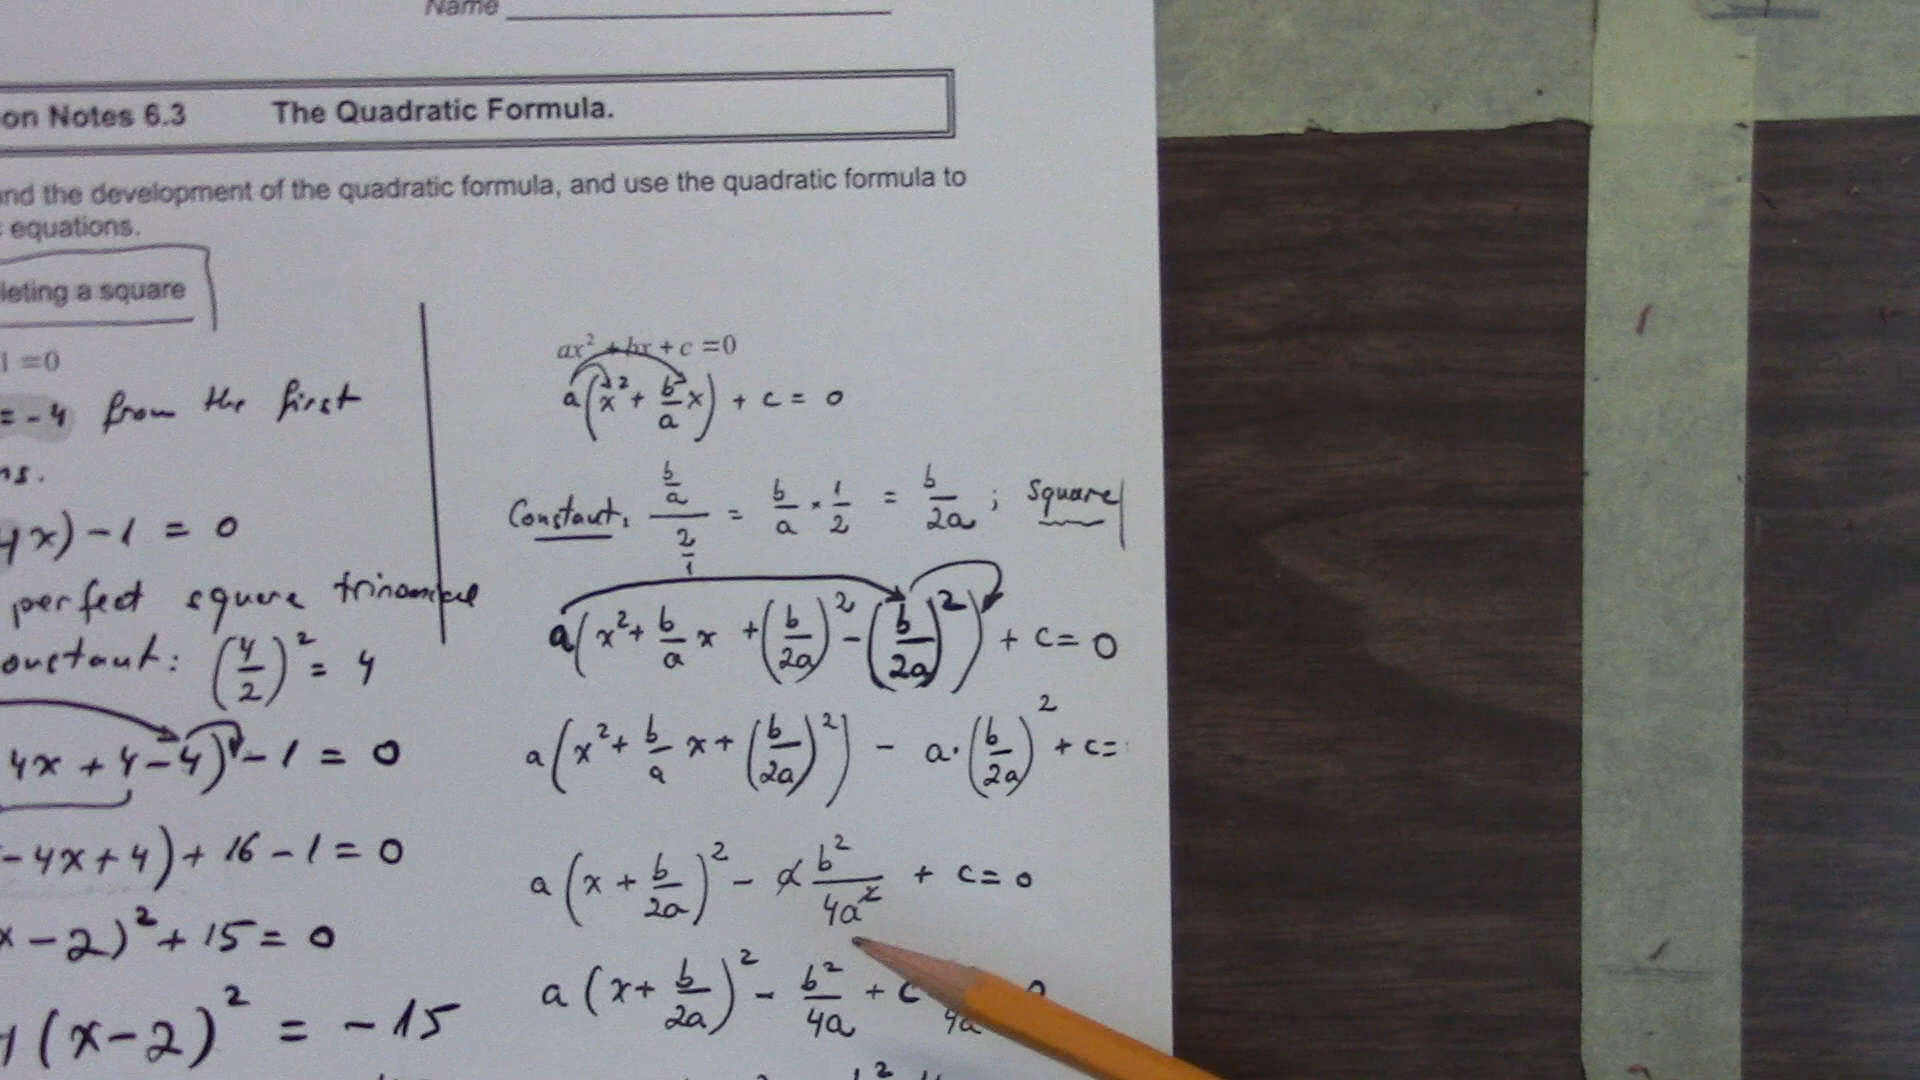 Name
on Notes 6.3 The Quadratic Formula.
nd the development of the quadratic formula, and use the quadratic formula to
equations.
leting a square
1 =0
= -4 from the first
ns.
4x) - 1 = 0
perfect square trinomial
onstant: (4/2)² = 4
4x + 4 - 4) - 1 = 0
- 4x + 4) + 16 - 1 = 0
x - 2)² + 15 = 0
(x - 2)² = -15
ax² + bx + c =0
a(x² + b/a x) + c = 0
Constant: (b/a)/(2/1) = b/a × 1/2 = b/2a ; square
a(x² + b/a x + (b/2a)² - (b/2a)²) + c = 0
a(x² + b/a x + (b/2a)²) - a·(b/2a)² + c =
a(x + b/2a)² - a b²/4a² + c = 0
a(x + b/2a)² - b²/4a + c